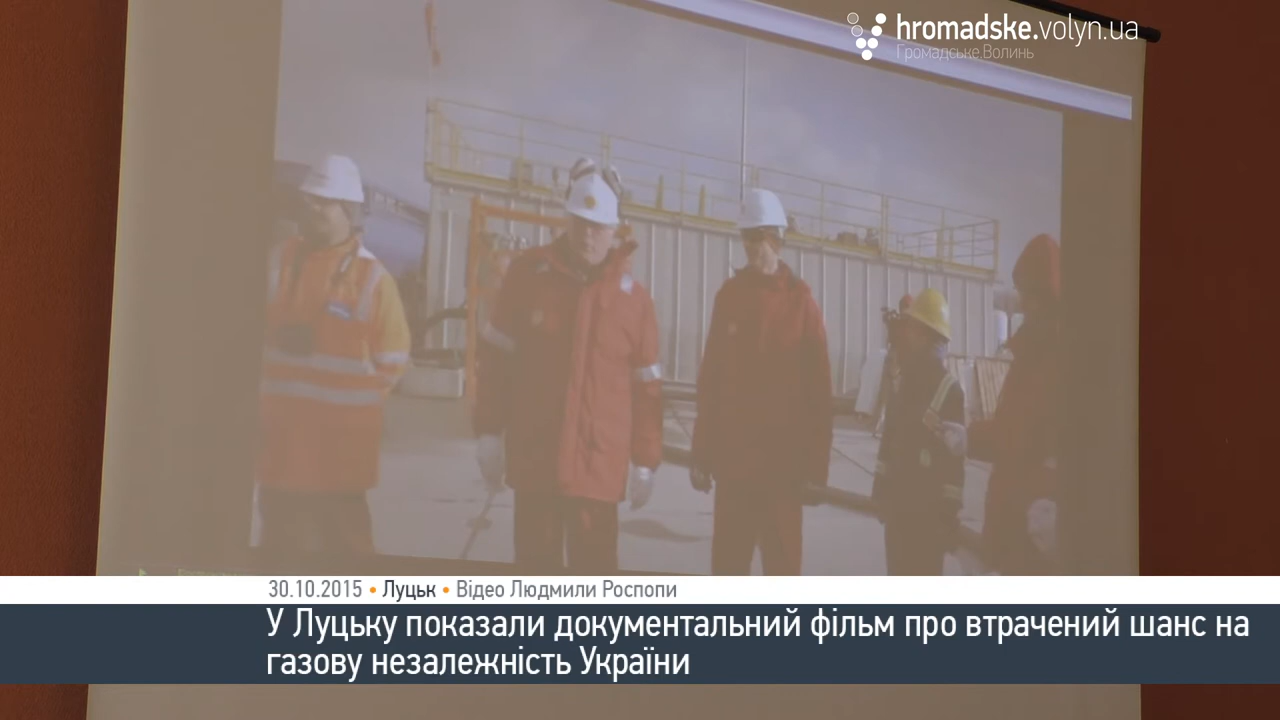 hromadske.volyn.ua
Громадське.Волинь
30.10.2015 • Луцьк • Відео Людмили Роспопи
У Луцьку показали документальний фільм про втрачений шанс на
газову незалежність України